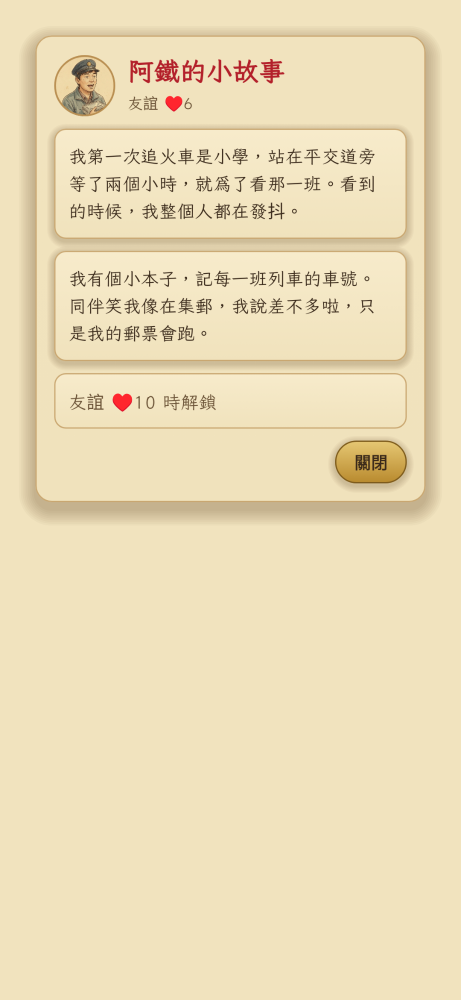 阿鐵的小故事
友誼 ❤6
我第一次追火車是小學，站在平交道旁
等了兩個小時，就爲了看那一班。看到
的時候，我整個人都在發抖。
我有個小本子，記每一班列車的車號。
同伴笑我像在集郵，我說差不多啦，只
是我的郵票會跑。
友誼 ❤10 時解鎖
關閉